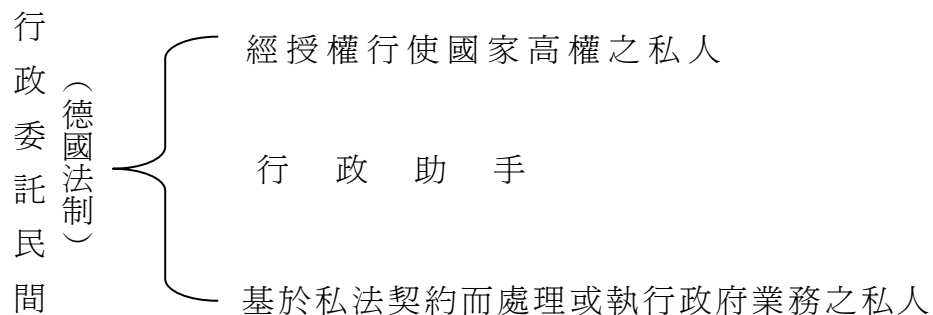 行政委託民間
（德國法制）
經授權行使國家高權之私人
行政助手
基於私法契約而處理或執行政府業務之私人